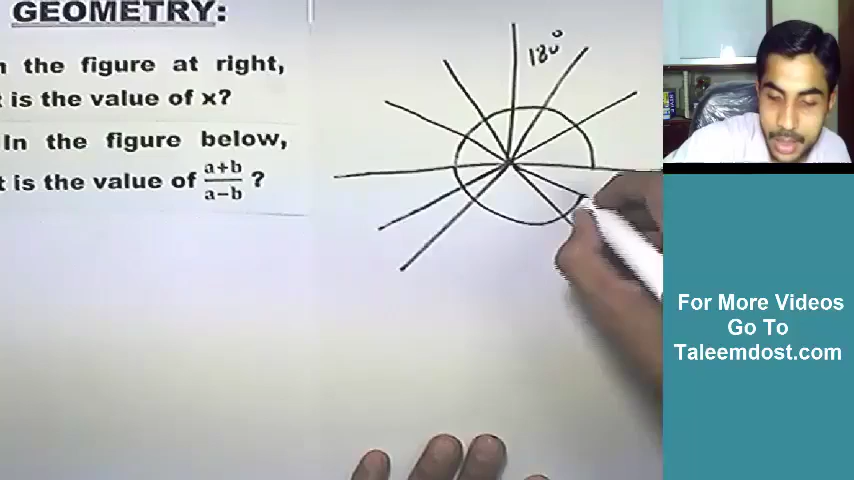 GEOMETRY:
the figure at right,
is the value of x?
In the figure below,
is the value of a+b/a-b ?
180°
For More Videos
Go To
Taleemdost.com